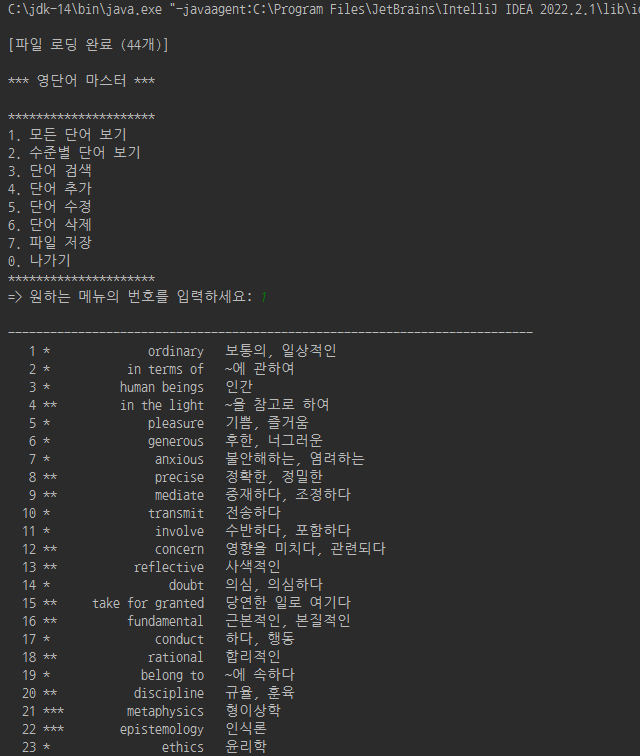 C:\jdk-14\bin\java.exe "-javaagent:C:\Program Files\JetBrains\IntelliJ IDEA 2022.2.1\lib\i
[파일 로딩 완료 (44개)]
*** 영단어 마스터 ***
*********************
1. 모든 단어 보기
2. 수준별 단어 보기
3. 단어 검색
4. 단어 추가
5. 단어 수정
6. 단어 삭제
7. 파일 저장
0. 나가기
*********************
=> 원하는 메뉴의 번호를 입력하세요: 1
---------------------------------------------------------------------------
1 * ordinary 보통의, 일상적인
2 * in terms of ~에 관하여
3 * human beings 인간
4 ** in the light ~을 참고로 하여
5 * pleasure 기쁨, 즐거움
6 * generous 후한, 너그러운
7 * anxious 불안해하는, 염려하는
8 ** precise 정확한, 정밀한
9 ** mediate 중재하다, 조정하다
10 * transmit 전송하다
11 * involve 수반하다, 포함하다
12 ** concern 영향을 미치다, 관련되다
13 ** reflective 사색적인
14 * doubt 의심, 의심하다
15 ** take for granted 당연한 일로 여기다
16 ** fundamental 근본적인, 본질적인
17 * conduct 하다, 행동
18 ** rational 합리적인
19 * belong to ~에 속하다
20 ** discipline 규율, 훈육
21 *** metaphysics 형이상학
22 *** epistemology 인식론
23 * ethics 윤리학